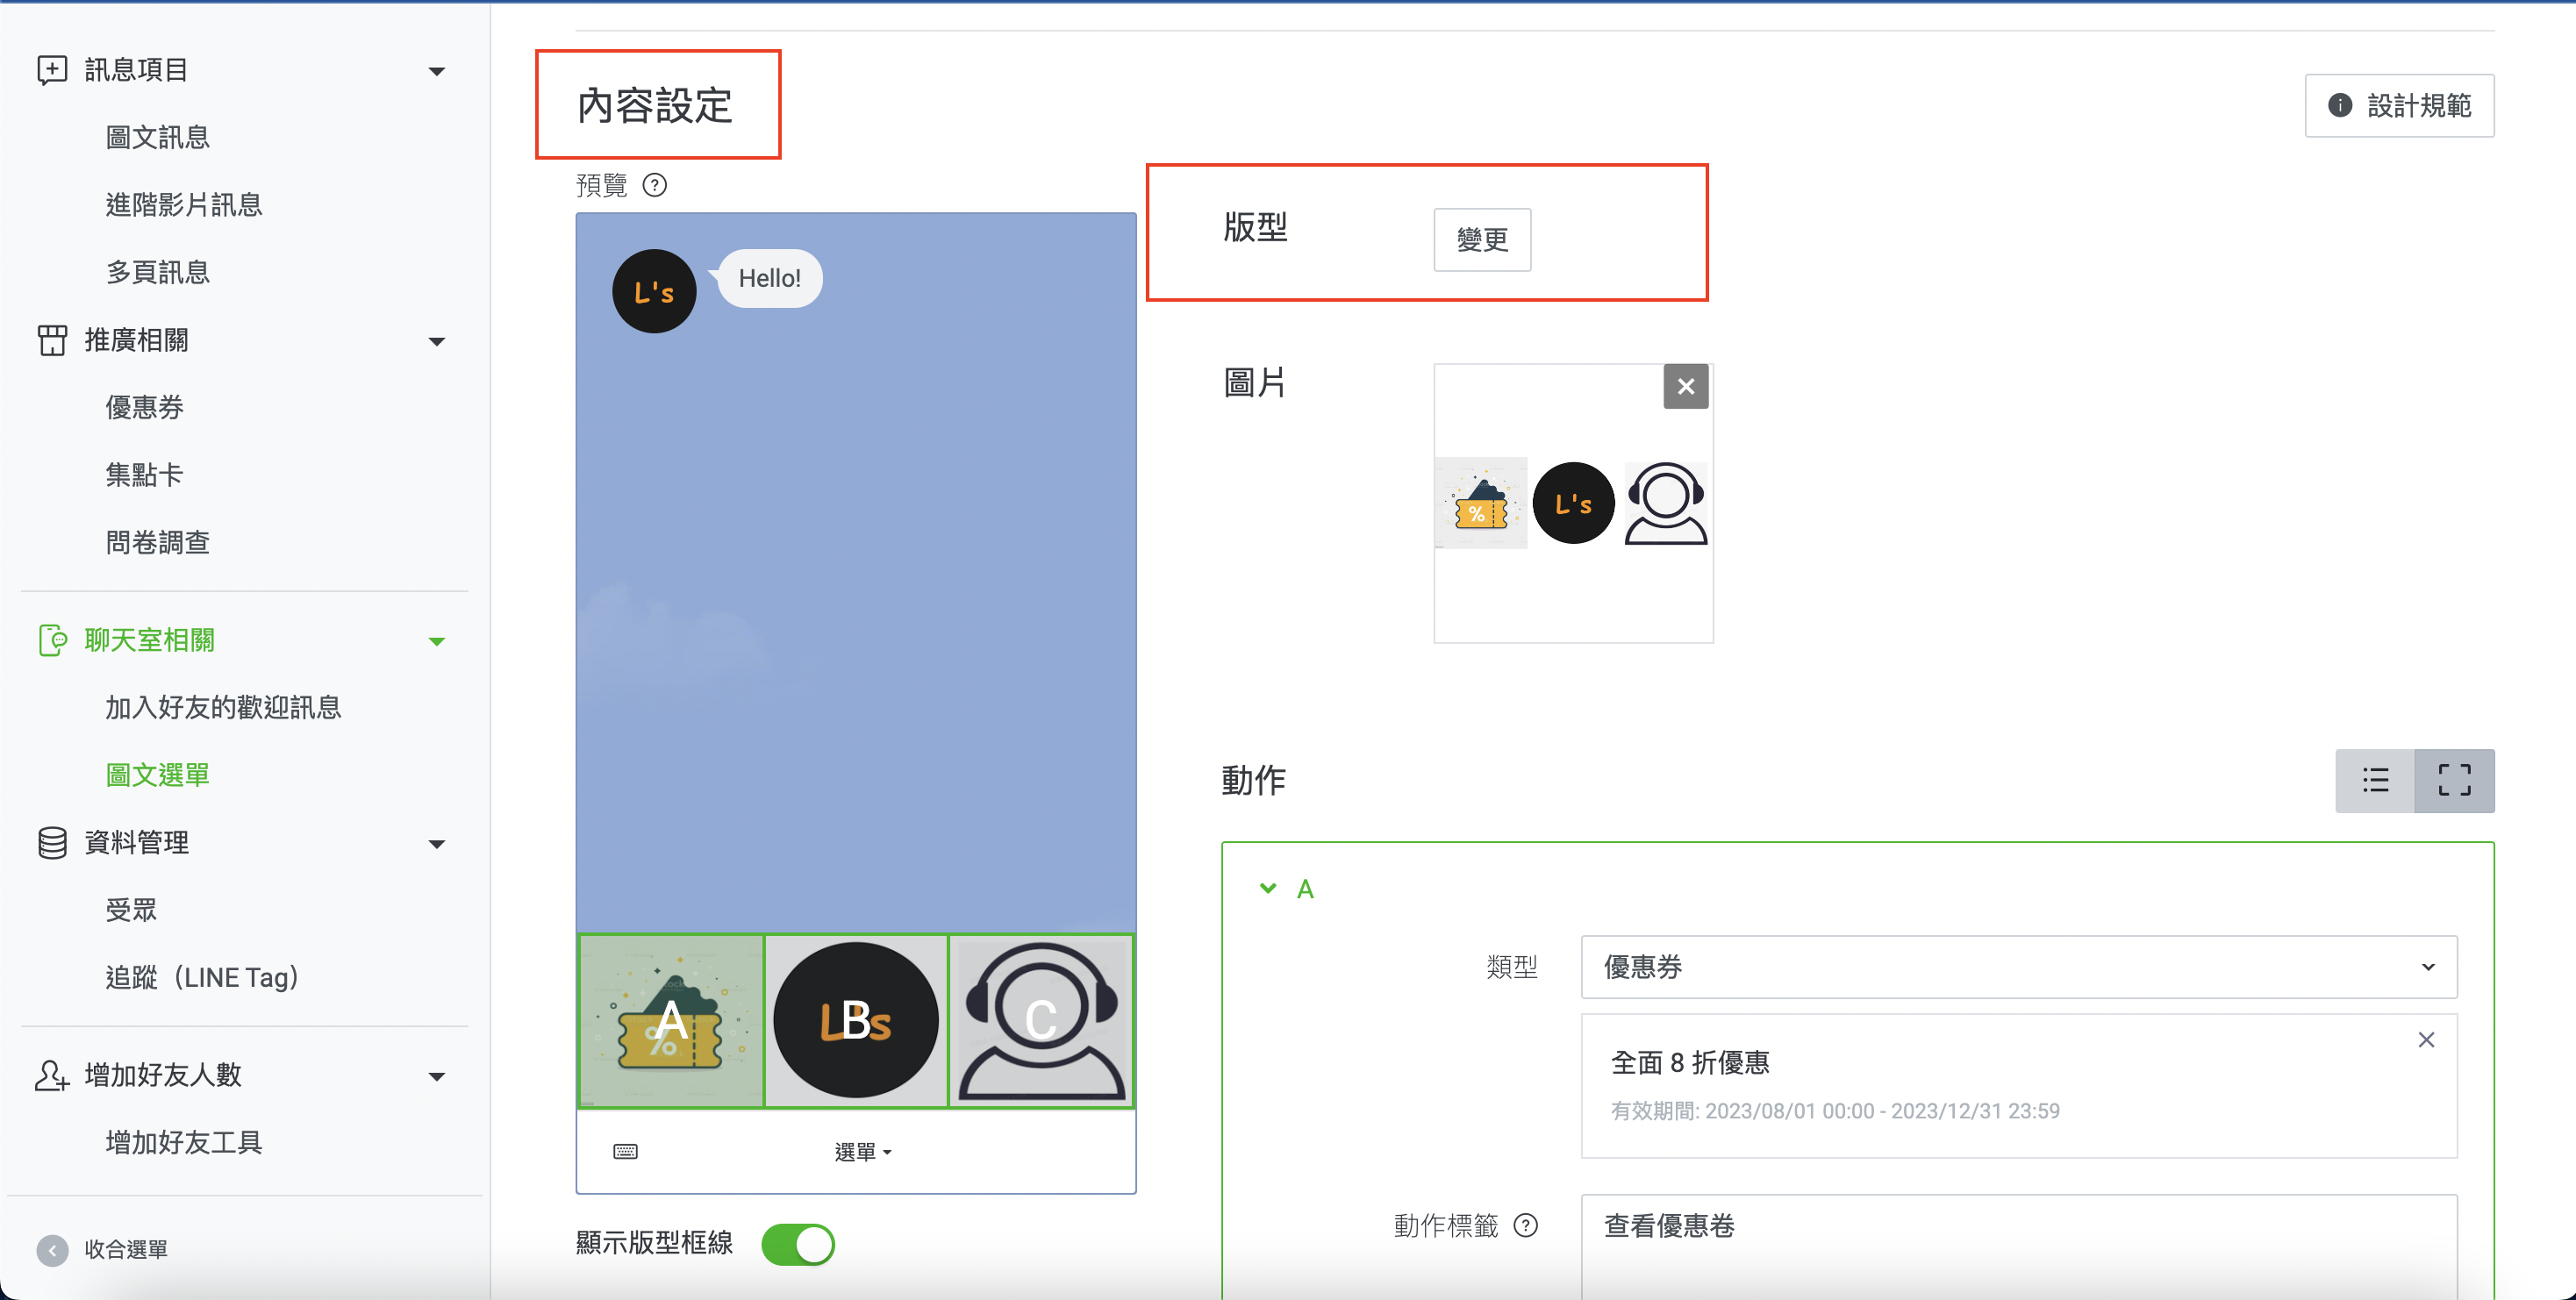 訊息項目
圖文訊息
進階影片訊息
多頁訊息
推廣相關
優惠券
集點卡
問卷調查
聊天室相關
加入好友的歡迎訊息
圖文選單
資料管理
受眾
追蹤（LINE Tag）
增加好友人數
增加好友工具
收合選單
內容設定
設計規範
預覽
L's
Hello!
A
%
L's
B
C
選單
顯示版型框線
版型
變更
圖片
%
L's
動作
A
類型
優惠券
全面 8 折優惠
有效期間: 2023/08/01 00:00 - 2023/12/31 23:59
動作標籤
查看優惠卷